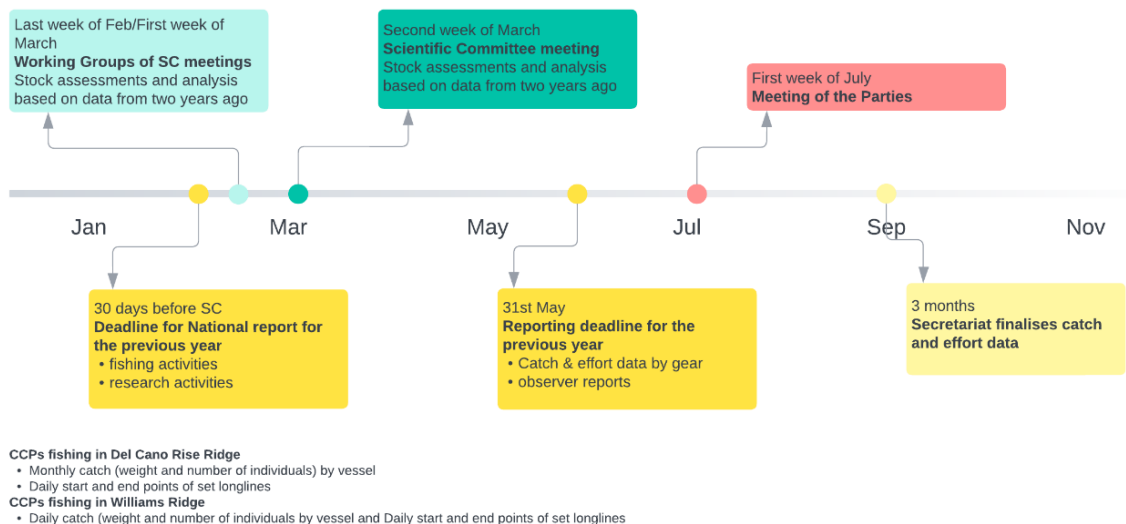 Last week of Feb/First week of
March
Working Groups of SC meetings
Stock assessments and analysis
based on data from two years ago
Second week of March
Scientific Committee meeting
Stock assessments and analysis
based on data from two years ago
First week of July
Meeting of the Parties
Jan
Mar
May
Jul
Sep
Nov
30 days before SC
Deadline for National report for
the previous year
• fishing activities
• research activities
31st May
Reporting deadline for the
previous year
• Catch & effort data by gear
• observer reports
3 months
Secretariat finalises catch
and effort data
CCPs fishing in Del Cano Rise Ridge
• Monthly catch (weight and number of individuals) by vessel
• Daily start and end points of set longlines
CCPs fishing in Williams Ridge
• Daily catch (weight and number of individuals by vessel and Daily start and end points of set longlines